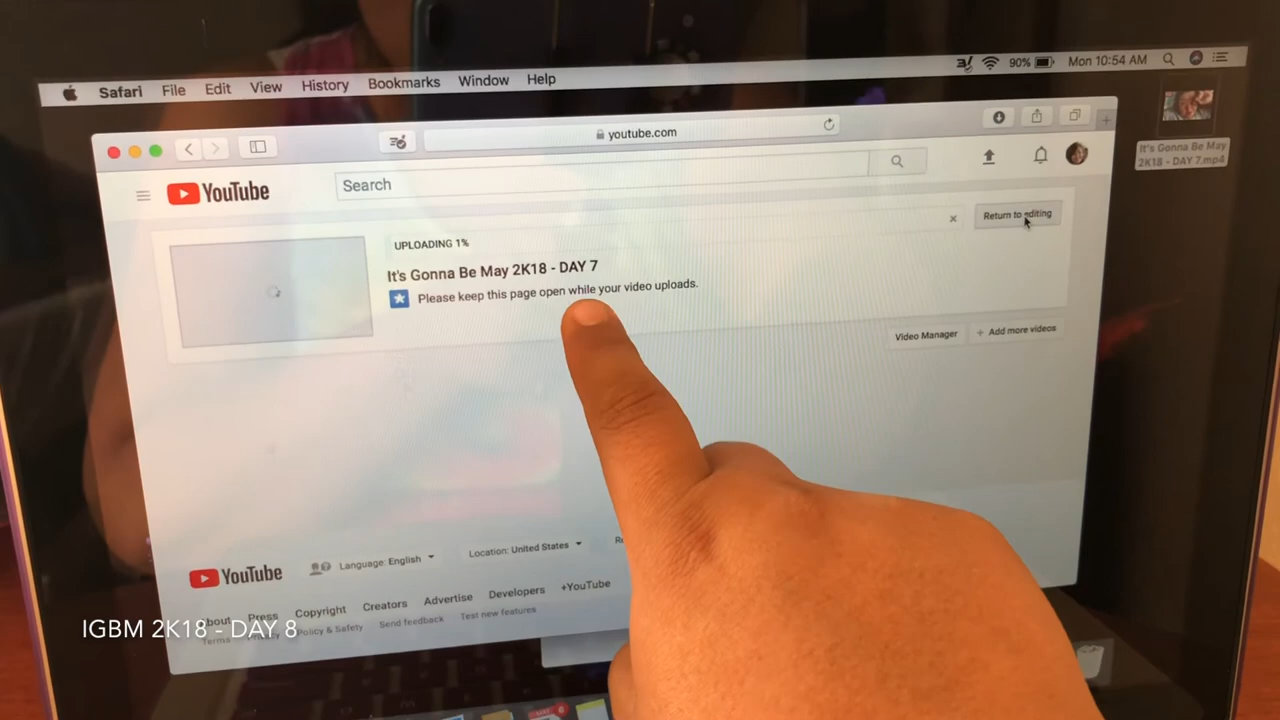 Safari File Edit View History Bookmarks Window Help 90% Mon 10:54 AM
youtube.com
It's Gonna Be May
2K18 - DAY 7.mp4
YouTube Search
Return to editing
UPLOADING 1%
It's Gonna Be May 2K18 - DAY 7
Please keep this page open while your video uploads.
Video Manager + Add more videos
YouTube Language: English Location: United States
About Press Copyright Creators Advertise Developers +YouTube
Terms Privacy Policy & Safety Send feedback Test new features
IGBM 2K18 - DAY 8